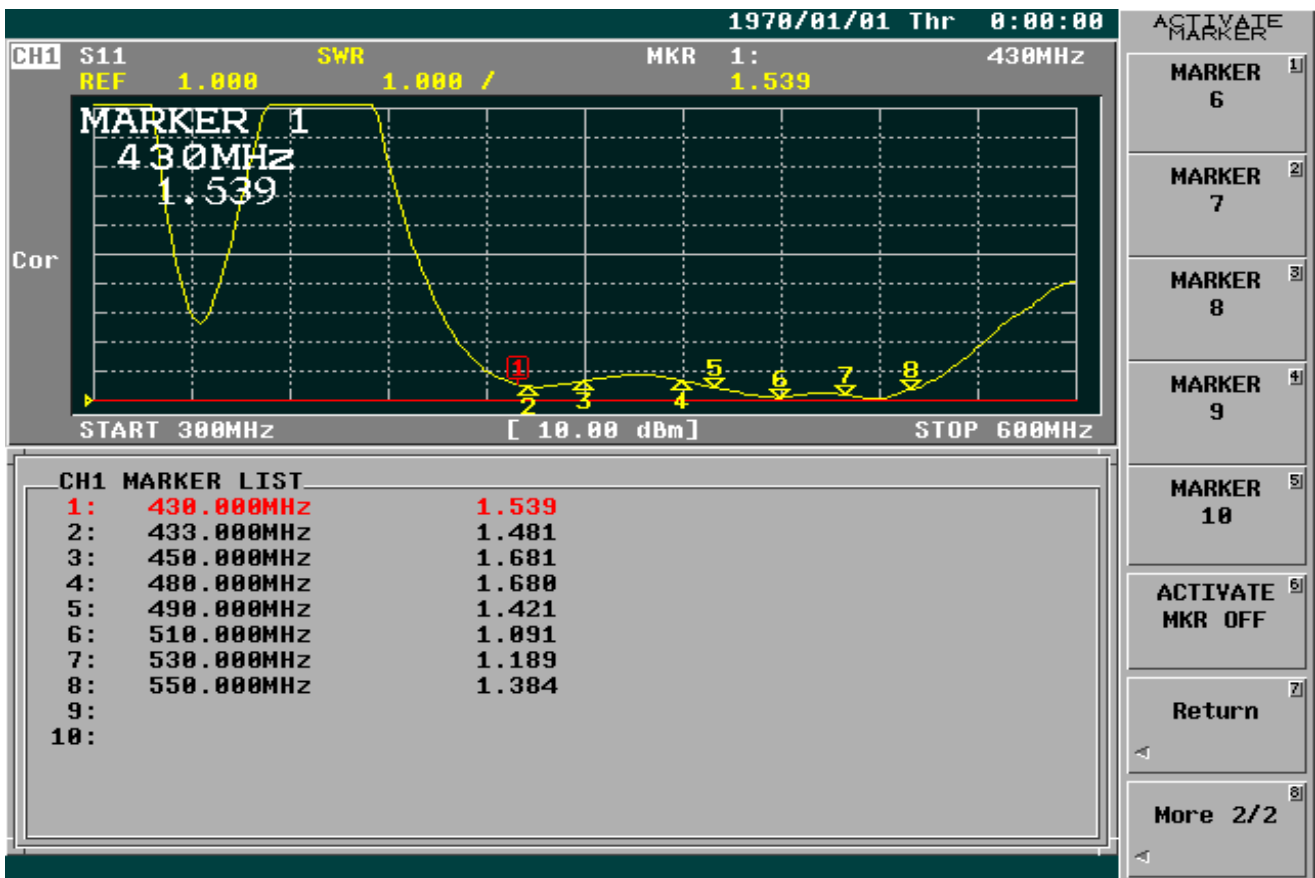 1970/01/01 Thr 0:00:00
CH1 S11 SWR MKR 1: 430MHz
REF 1.000 1.000 / 1.539
MARKER 1
430MHz
1.539
Cor
1
2
3
4
5
6
7
8
START 300MHz [ 10.00 dBm] STOP 600MHz
CH1 MARKER LIST
1: 430.000MHz 1.539
2: 433.000MHz 1.481
3: 450.000MHz 1.681
4: 480.000MHz 1.680
5: 490.000MHz 1.421
6: 510.000MHz 1.091
7: 530.000MHz 1.189
8: 550.000MHz 1.384
9:
10:
ACTIVATE
MARKER
MARKER 1
6
MARKER 2
7
MARKER 3
8
MARKER 4
9
MARKER 5
10
ACTIVATE 6
MKR OFF
7
Return
8
More 2/2